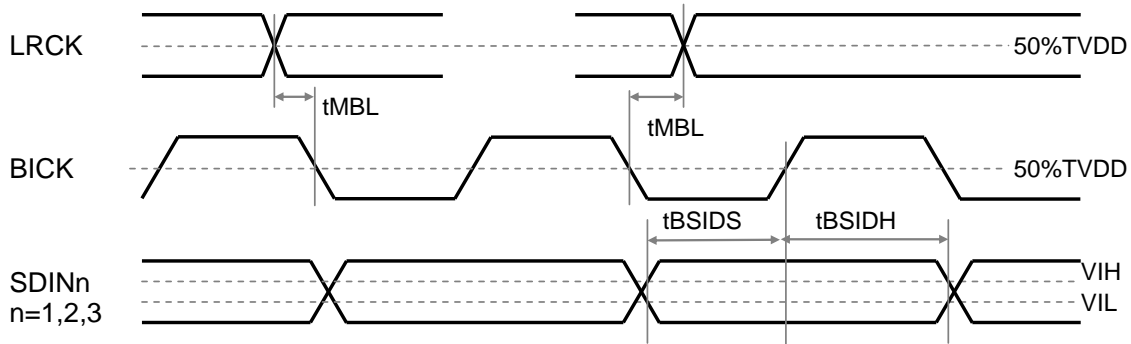 LRCK
50%TVDD
tMBL
tMBL
BICK
50%TVDD
tBSIDS
tBSIDH
SDINn
n=1,2,3
VIH
VIL